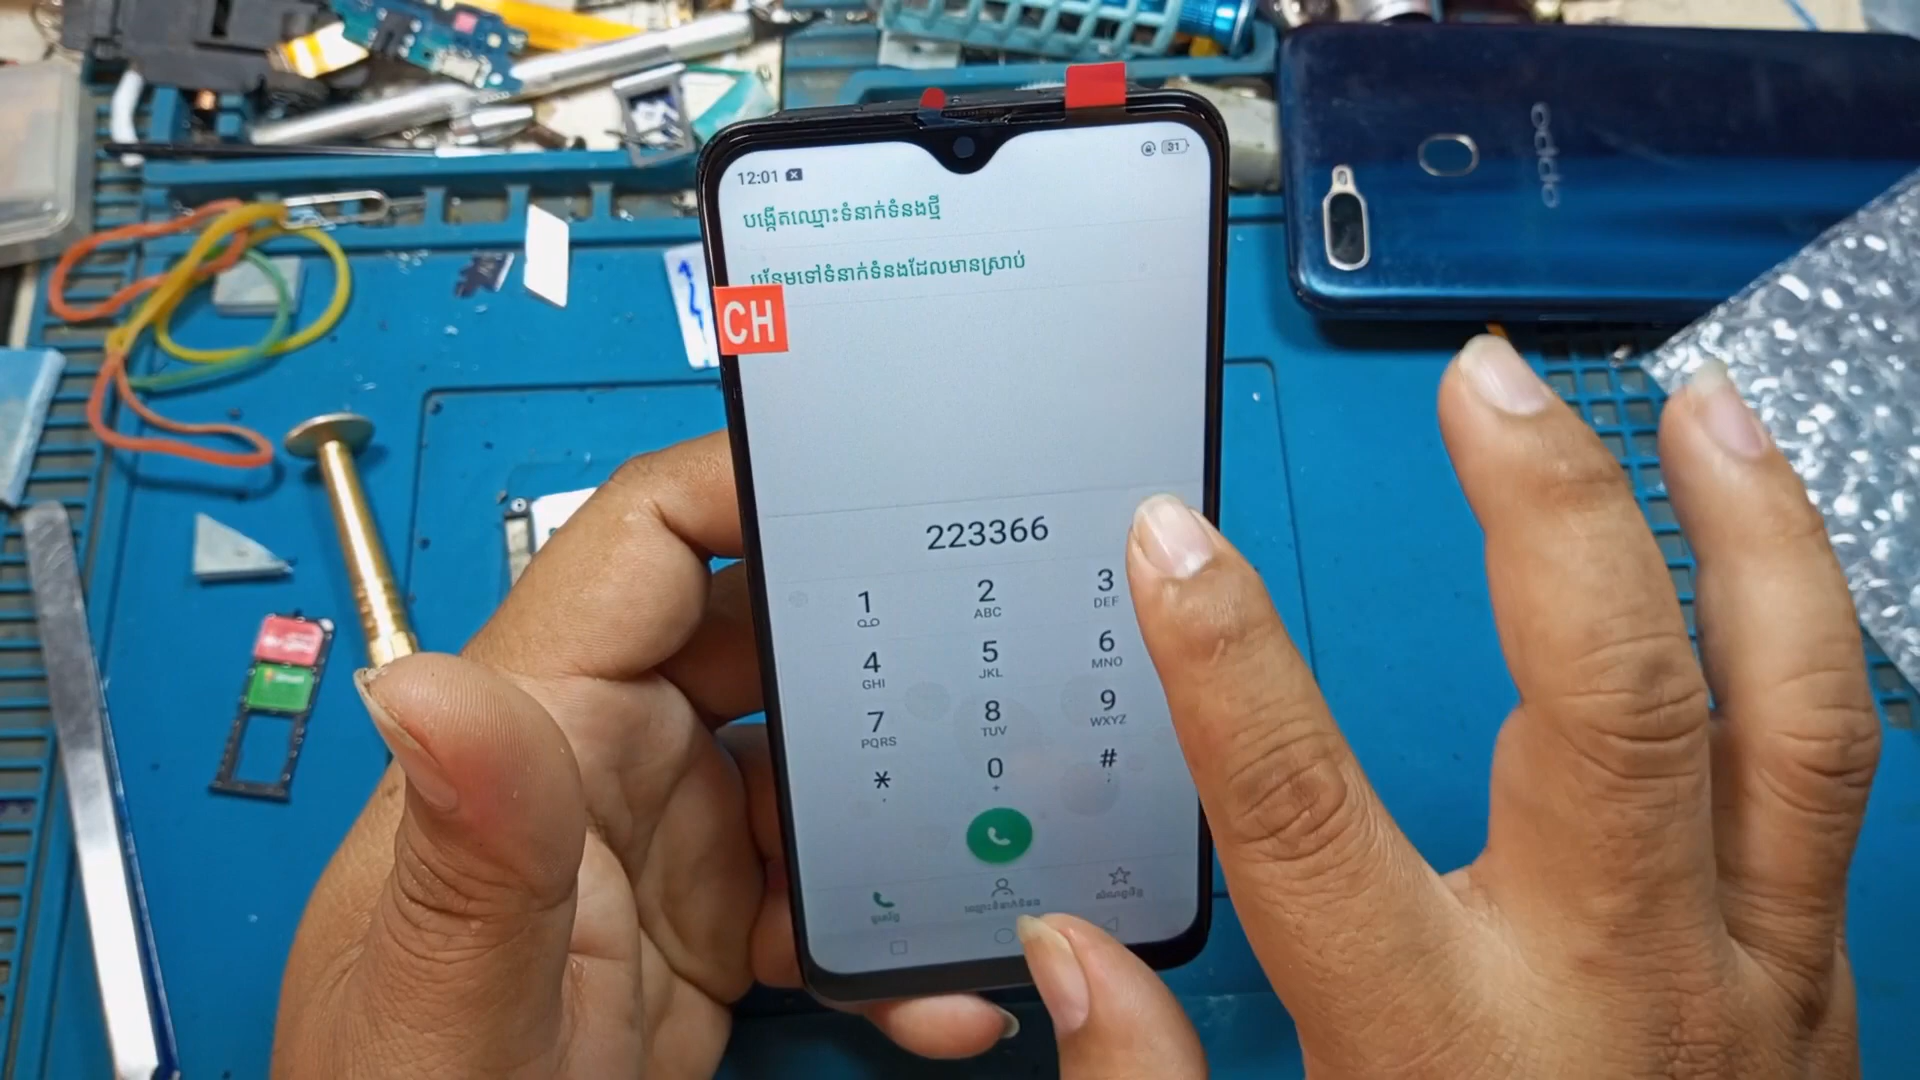 12:01
31
បង្កើតឈ្មោះទំនាក់ទំនងថ្មី
បន្ថែមទៅទំនាក់ទំនងដែលមានស្រាប់
CH
oppo
223366
1
2 ABC
3 DEF
4 GHI
5 JKL
6 MNO
7 PQRS
8 TUV
9 WXYZ
*
0 +
#